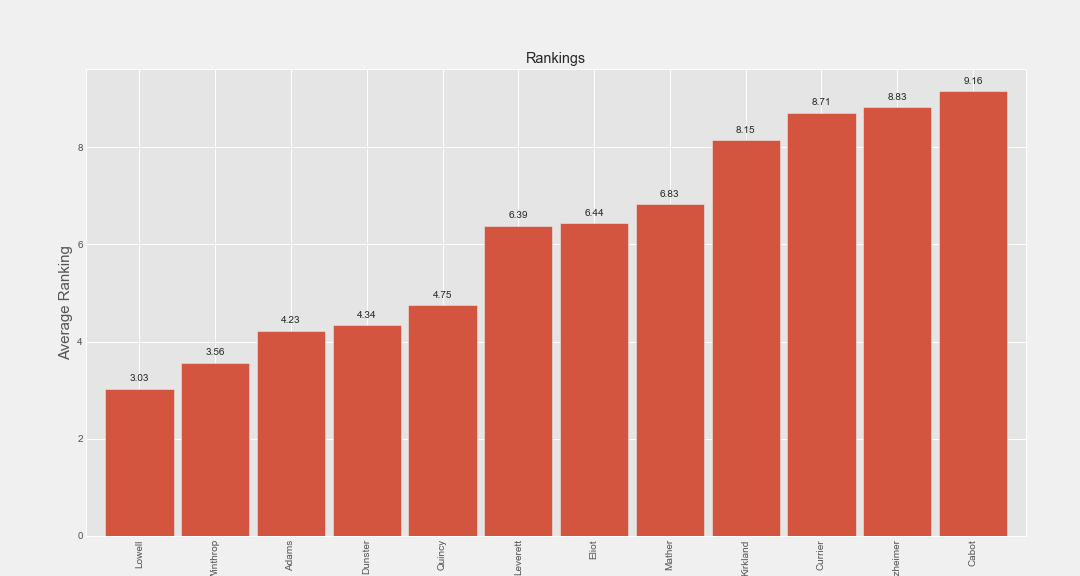 Rankings
9.16
8.83
8.71
8.15
6.83
6.44
6.39
4.75
4.34
4.23
3.56
3.03
Average Ranking
8
6
4
2
0
Lowell
Winthrop
Adams
Dunster
Quincy
Leverett
Eliot
Mather
Kirkland
Currier
zheimer
Cabot